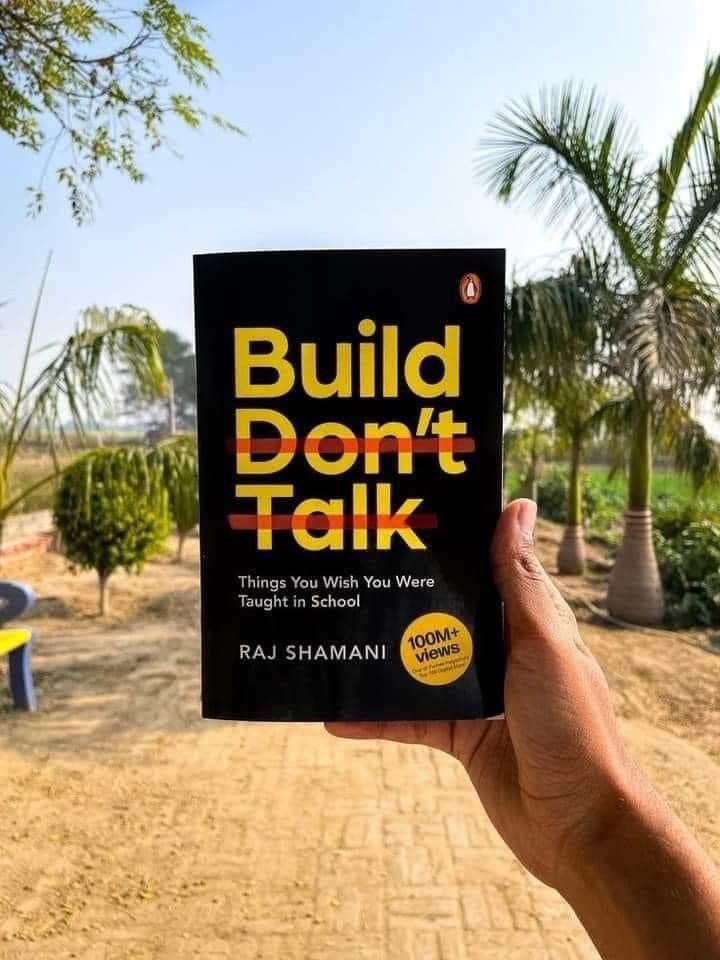 Build
Don't
Talk
Things You Wish You Were
Taught in School
RAJ SHAMANI
100M+
views